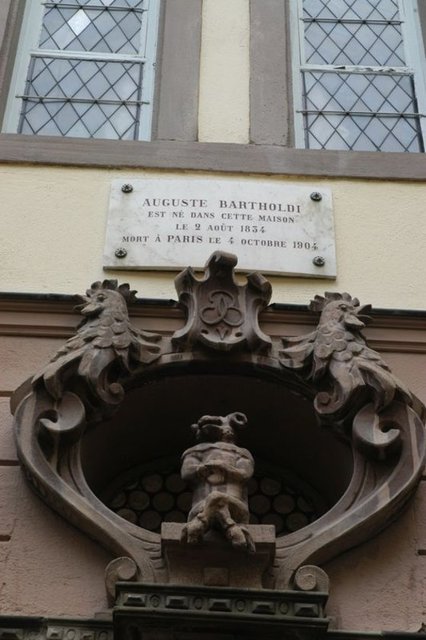 AUGUSTE BARTHOLDI
EST NÉ DANS CETTE MAISON
LE 2 AOÛT 1834
MORT À PARIS LE 4 OCTOBRE 1904